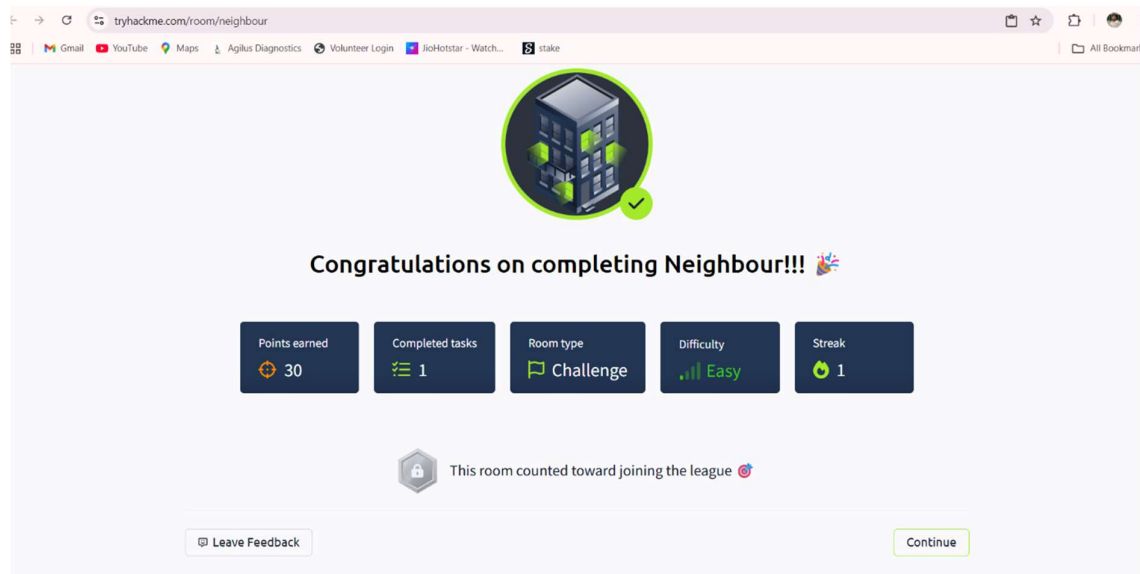 tryhackme.com/room/neighbour
Gmail YouTube Maps Agilus Diagnostics Volunteer Login JioHotstar - Watch... stake All Bookmar
Congratulations on completing Neighbour!!! 🎉
Points earned Completed tasks Room type Difficulty Streak
30 1 Challenge Easy 1
This room counted toward joining the league 🎯
Leave Feedback Continue